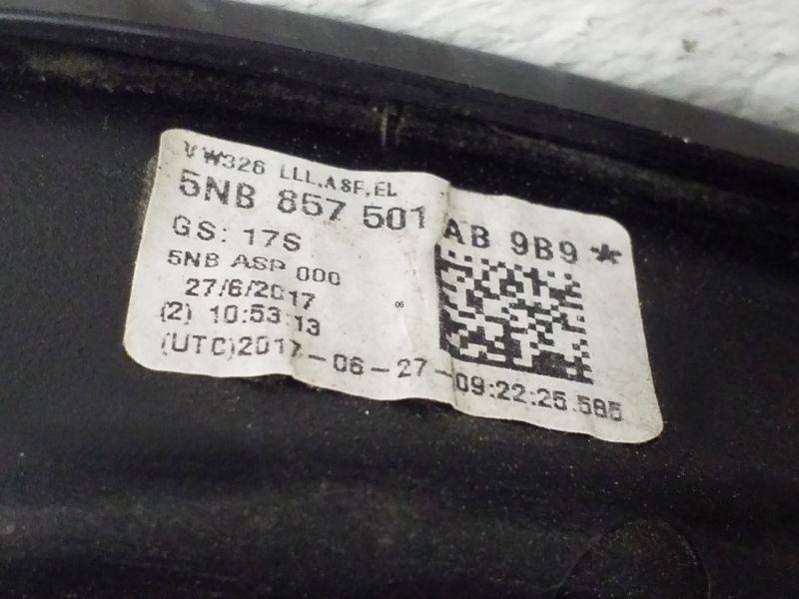 VW326 LLL,ASF,EL
5NB 857 501 AB 9B9 *
GS: 17S
5NB ASP 000
27/6/2017
(2) 10:53:13
(UTC)2017-06-27-09:22:25.595